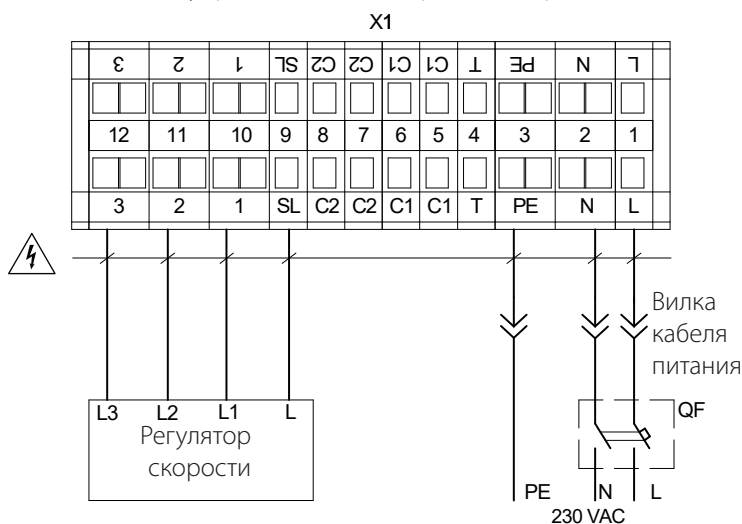 X1
3 2 1 SL C2 C2 C1 C1 T PE N L
12 11 10 9 8 7 6 5 4 3 2 1
3 2 1 SL C2 C2 C1 C1 T PE N L
Вилка
кабеля
питания
L3 L2 L1 L
Регулятор
скорости
QF
PE N L
230 VAC